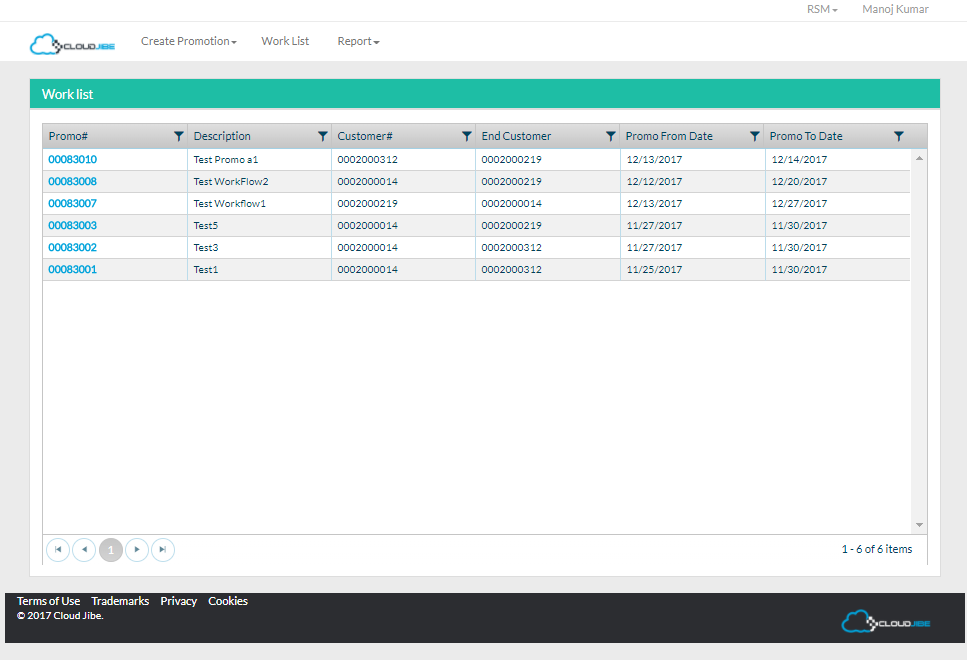 RSM Manoj Kumar
CLOUDJIBE Create Promotion Work List Report
Work list
Promo# Description Customer# End Customer Promo From Date Promo To Date
00083010 Test Promo a1 0002000312 0002000219 12/13/2017 12/14/2017
00083008 Test WorkFlow2 0002000014 0002000219 12/12/2017 12/20/2017
00083007 Test Workflow1 0002000219 0002000014 12/13/2017 12/27/2017
00083003 Test5 0002000014 0002000219 11/27/2017 11/30/2017
00083002 Test3 0002000014 0002000312 11/27/2017 11/30/2017
00083001 Test1 0002000014 0002000312 11/25/2017 11/30/2017
1 1 - 6 of 6 items
Terms of Use Trademarks Privacy Cookies
© 2017 Cloud Jibe.
CLOUDJIBE